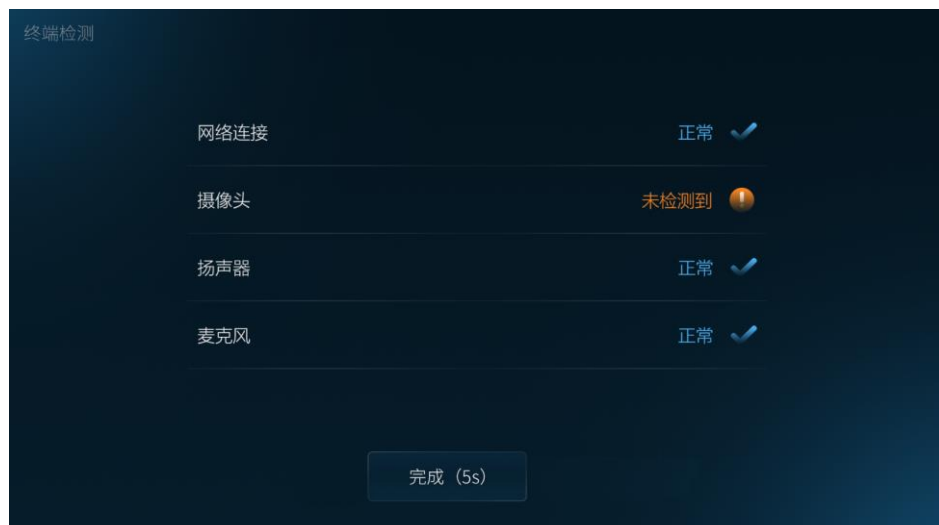 终端检测
网络连接 正常
摄像头 未检测到
扬声器 正常
麦克风 正常
完成（5s）